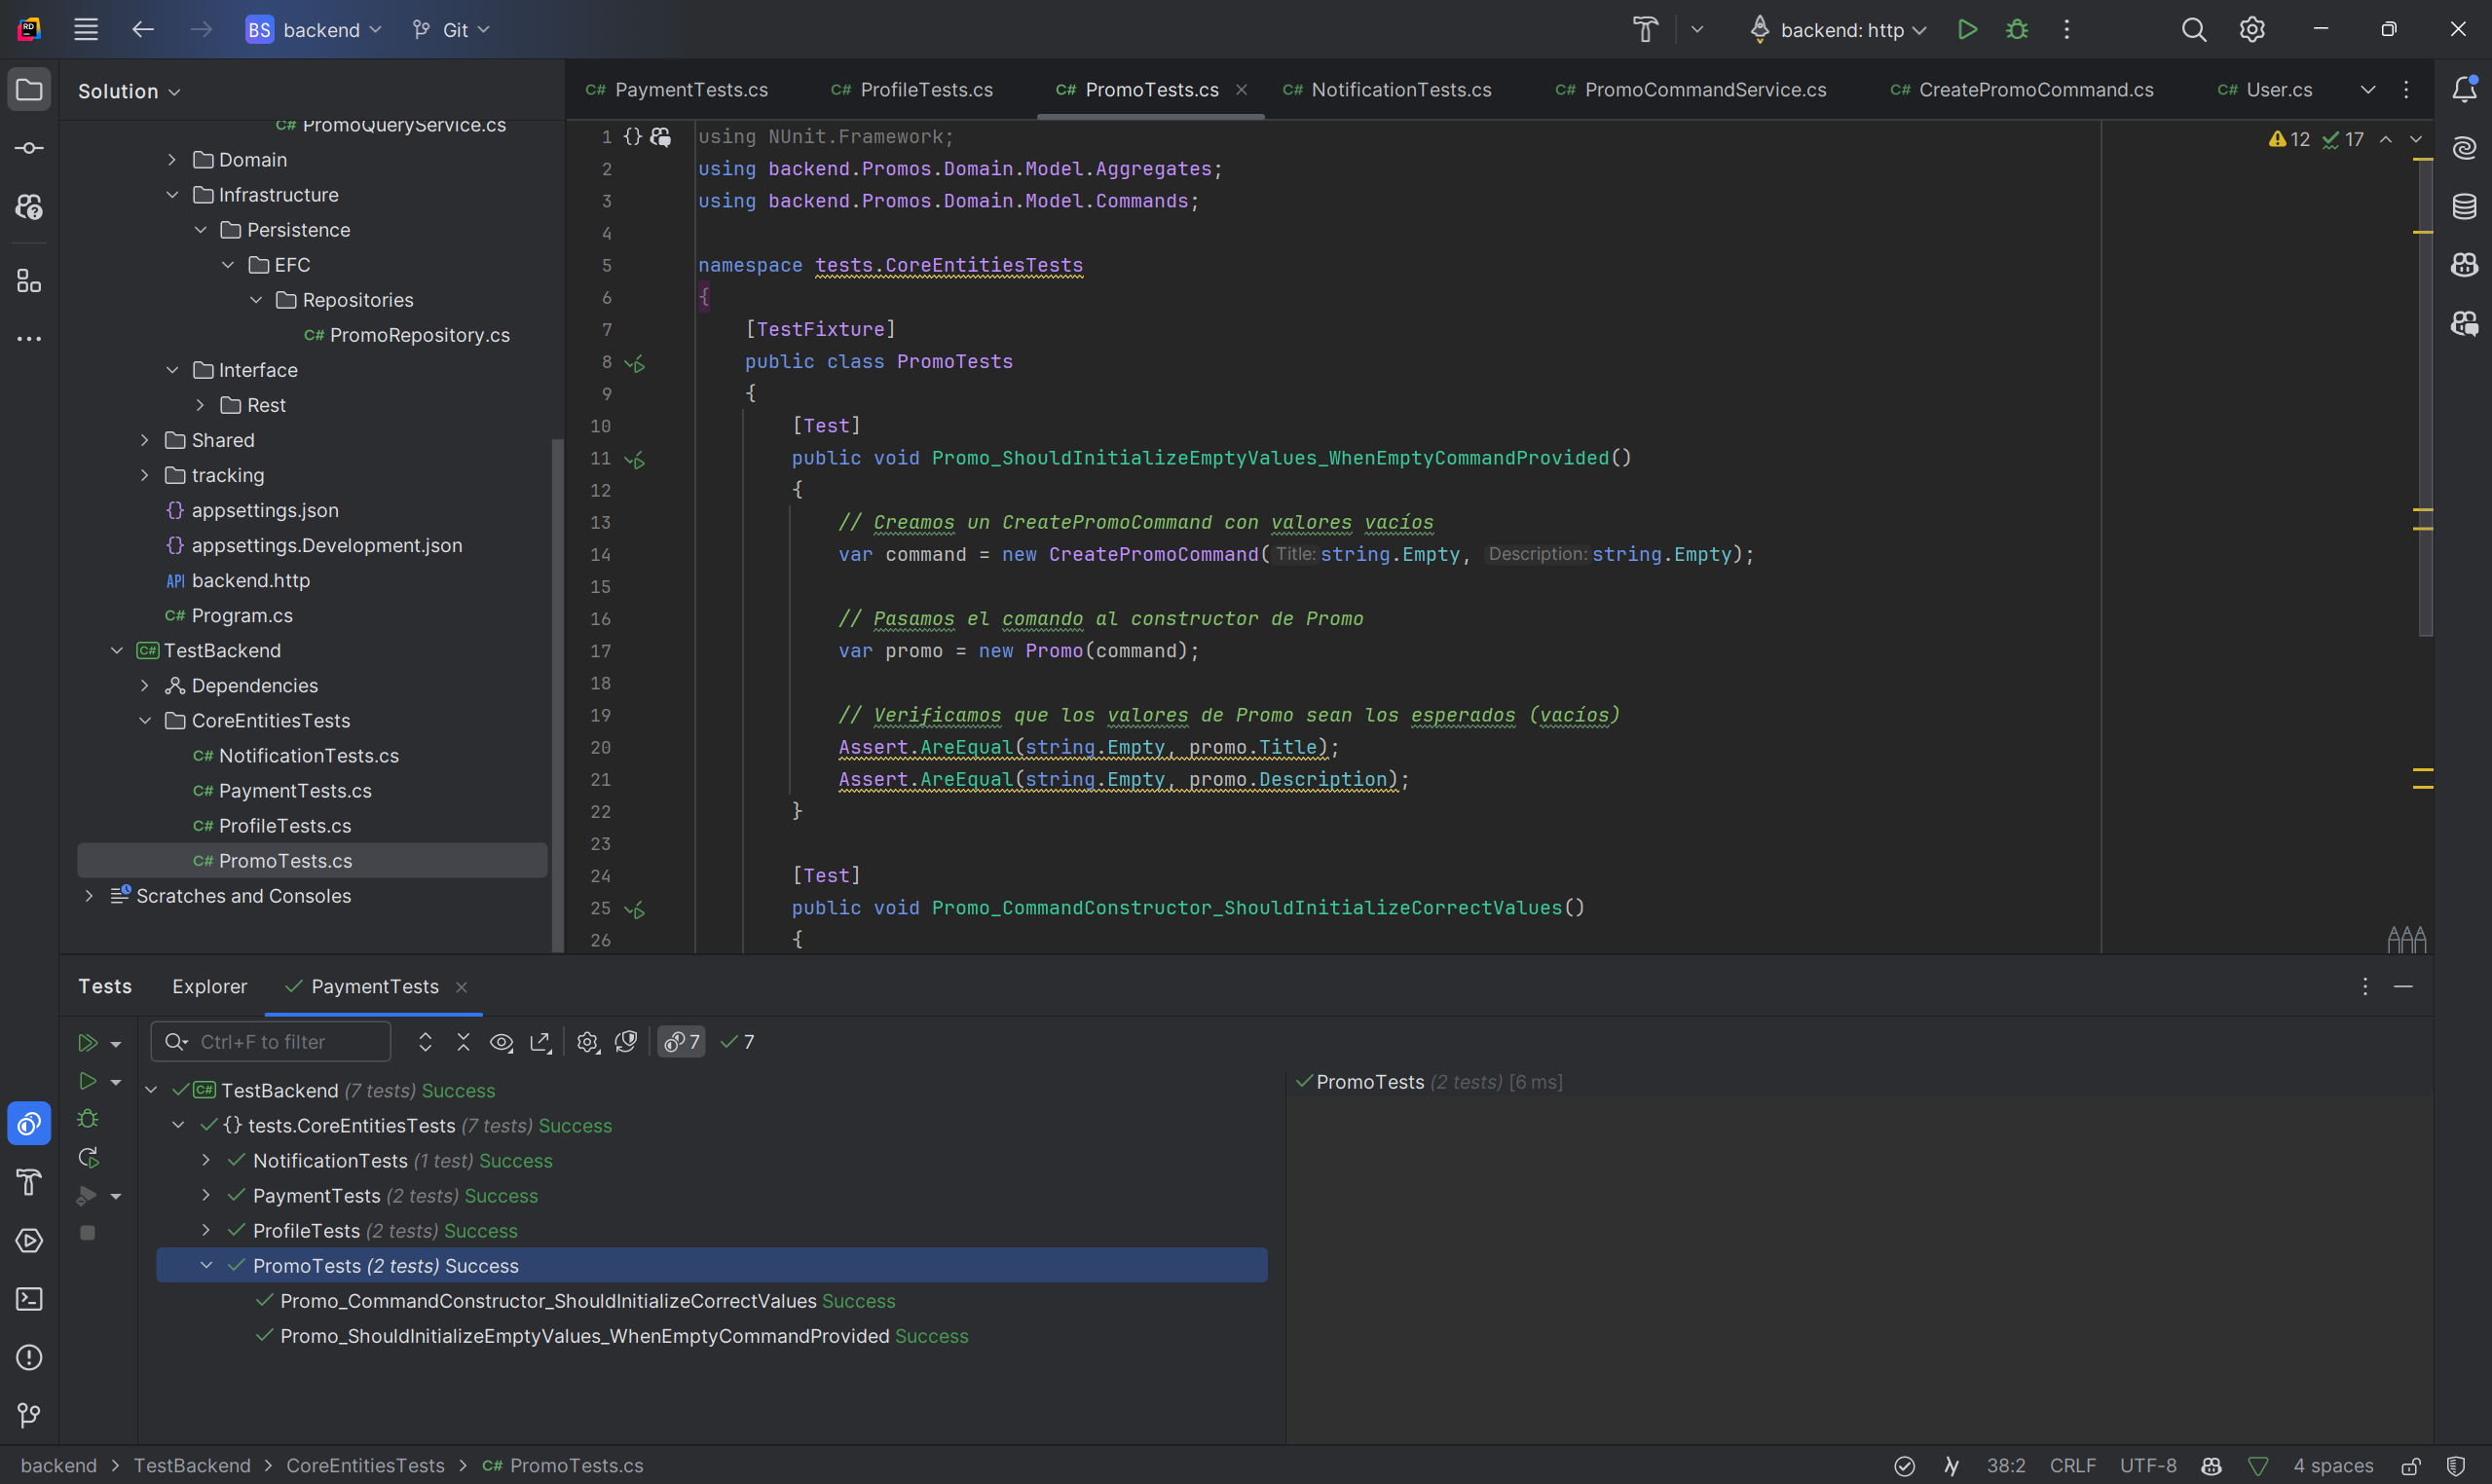 BS backend Git backend: http
Solution
PaymentTests.cs ProfileTests.cs PromoTests.cs NotificationTests.cs PromoCommandService.cs CreatePromoCommand.cs User.cs
C# PromoQueryService.cs
Domain
Infrastructure
Persistence
EFC
Repositories
C# PromoRepository.cs
Interface
Rest
Shared
tracking
{} appsettings.json
{} appsettings.Development.json
API backend.http
C# Program.cs
C# TestBackend
Dependencies
CoreEntitiesTests
C# NotificationTests.cs
C# PaymentTests.cs
C# ProfileTests.cs
C# PromoTests.cs
Scratches and Consoles
12 17
1 {} using NUnit.Framework;
2 using backend.Promos.Domain.Model.Aggregates;
3 using backend.Promos.Domain.Model.Commands;
4
5 namespace tests.CoreEntitiesTests
6 {
7 [TestFixture]
8 public class PromoTests
9 {
10 [Test]
11 public void Promo_ShouldInitializeEmptyValues_WhenEmptyCommandProvided()
12 {
13 // Creamos un CreatePromoCommand con valores vacíos
14 var command = new CreatePromoCommand( Title: string.Empty, Description: string.Empty);
15
16 // Pasamos el comando al constructor de Promo
17 var promo = new Promo(command);
18
19 // Verificamos que los valores de Promo sean los esperados (vacíos)
20 Assert.AreEqual(string.Empty, promo.Title);
21 Assert.AreEqual(string.Empty, promo.Description);
22 }
23
24 [Test]
25 public void Promo_CommandConstructor_ShouldInitializeCorrectValues()
26 {
Tests Explorer PaymentTests
Ctrl+F to filter 7 7
C# TestBackend (7 tests) Success
{} tests.CoreEntitiesTests (7 tests) Success
NotificationTests (1 test) Success
PaymentTests (2 tests) Success
ProfileTests (2 tests) Success
PromoTests (2 tests) Success
Promo_CommandConstructor_ShouldInitializeCorrectValues Success
Promo_ShouldInitializeEmptyValues_WhenEmptyCommandProvided Success
PromoTests (2 tests) [6 ms]
backend > TestBackend > CoreEntitiesTests > C# PromoTests.cs 38:2 CRLF UTF-8 4 spaces